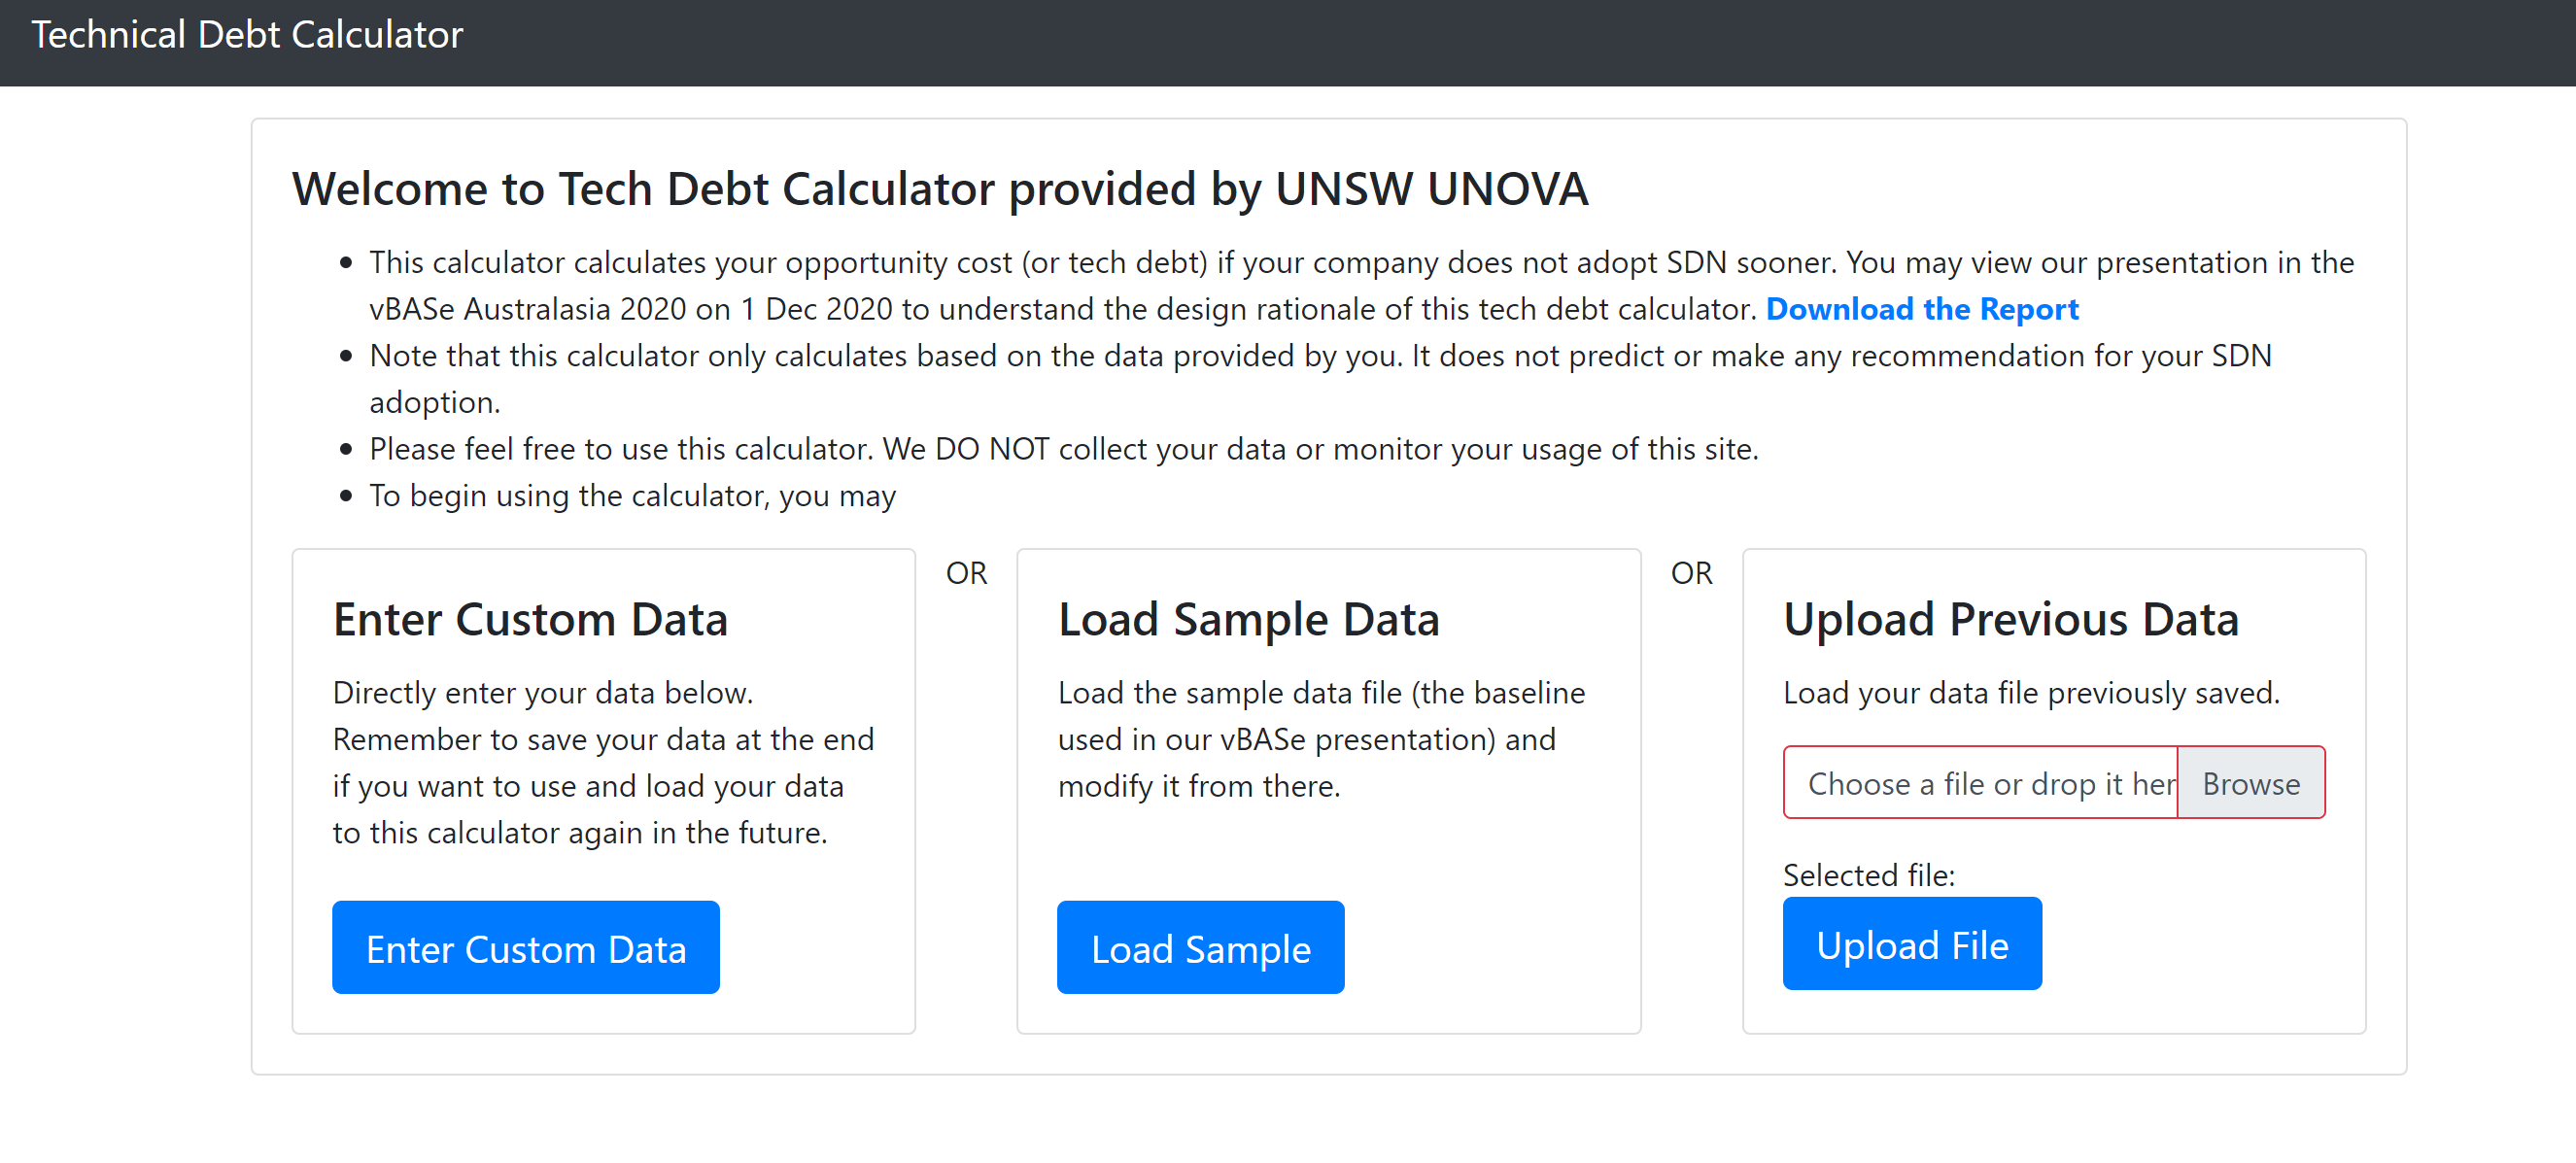 Technical Debt Calculator
Welcome to Tech Debt Calculator provided by UNSW UNOVA
• This calculator calculates your opportunity cost (or tech debt) if your company does not adopt SDN sooner. You may view our presentation in the
vBASe Australasia 2020 on 1 Dec 2020 to understand the design rationale of this tech debt calculator. Download the Report
• Note that this calculator only calculates based on the data provided by you. It does not predict or make any recommendation for your SDN
adoption.
• Please feel free to use this calculator. We DO NOT collect your data or monitor your usage of this site.
• To begin using the calculator, you may
Enter Custom Data
Directly enter your data below.
Remember to save your data at the end
if you want to use and load your data
to this calculator again in the future.
Enter Custom Data
OR
Load Sample Data
Load the sample data file (the baseline
used in our vBASe presentation) and
modify it from there.
Load Sample
OR
Upload Previous Data
Load your data file previously saved.
Choose a file or drop it her
Browse
Selected file:
Upload File